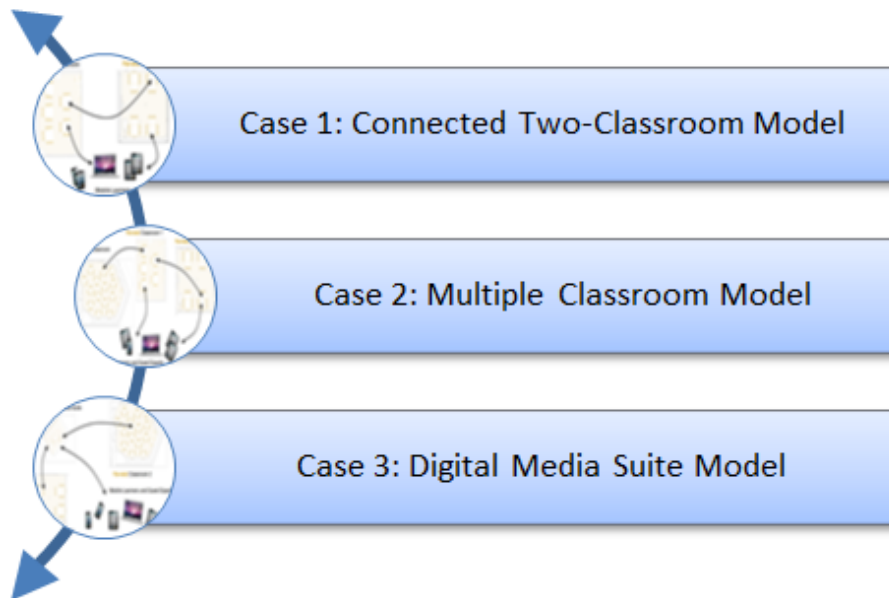 Case 1: Connected Two-Classroom Model
Case 2: Multiple Classroom Model
Case 3: Digital Media Suite Model